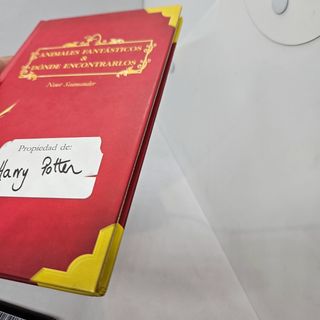 ANIMALES FANTÁSTICOS
&
DÓNDE ENCONTRARLOS
Newt Scamander
Propiedad de:
Harry Potter